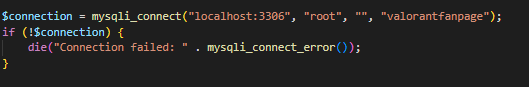 $connection = mysqli_connect("localhost:3306", "root", "", "valorantfanpage");
if (!$connection) {
    die("Connection failed: " . mysqli_connect_error());
}